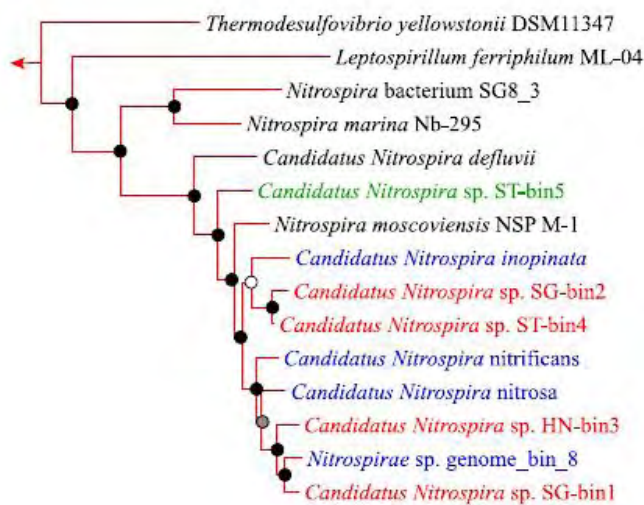 Thermodesulfovibrio yellowstonii DSM11347
Leptospirillum ferriphilum ML-04
Nitrospira bacterium SG8_3
Nitrospira marina Nb-295
Candidatus Nitrospira defluvii
Candidatus Nitrospira sp. ST-bin5
Nitrospira moscoviensis NSP M-1
Candidatus Nitrospira inopinata
Candidatus Nitrospira sp. SG-bin2
Candidatus Nitrospira sp. ST-bin4
Candidatus Nitrospira nitrificans
Candidatus Nitrospira nitrosa
Candidatus Nitrospira sp. HN-bin3
Nitrospirae sp. genome_bin_8
Candidatus Nitrospira sp. SG-bin1